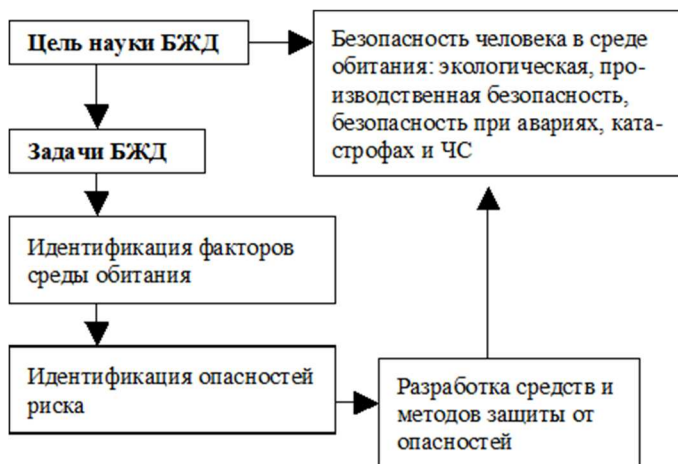 Цель науки БЖД
Безопасность человека в среде
обитания: экологическая, про-
изводственная безопасность,
безопасность при авариях, ката-
строфах и ЧС
Задачи БЖД
Идентификация факторов
среды обитания
Идентификация опасностей
риска
Разработка средств и
методов защиты от
опасностей